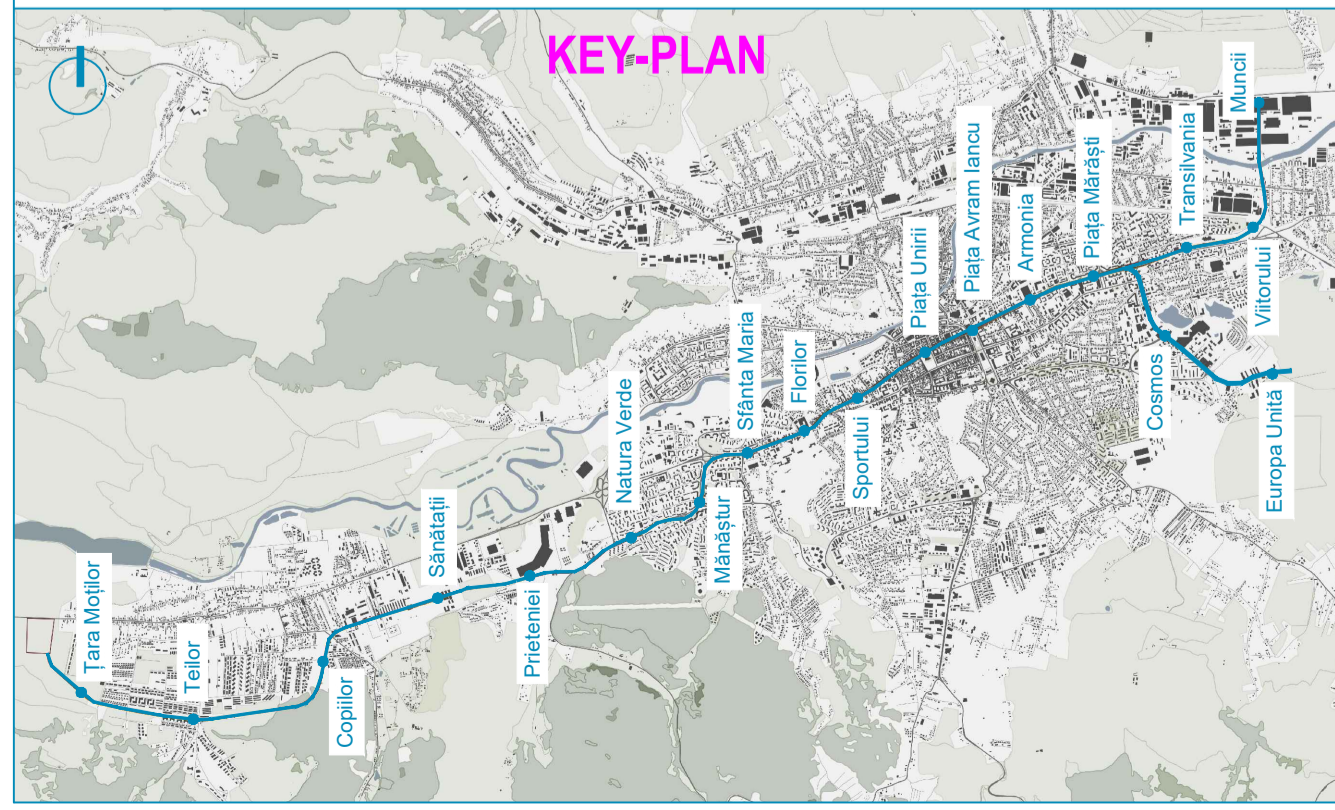 KEY-PLAN
Țara Moților
Teilor
Copiilor
Sănătații
Prieteniei
Natura Verde
Mănăștur
Sfânta Maria
Florilor
Sportului
Piața Unirii
Piața Avram Iancu
Armonia
Piața Mărăști
Transilvania
Viitorului
Muncii
Cosmos
Europa Unită